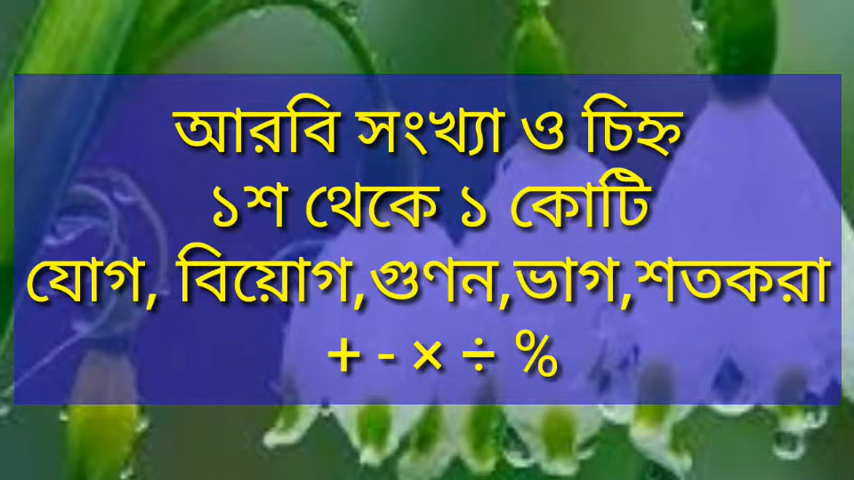 আরবি সংখ্যা ও চিহ্ন
১শ থেকে ১ কোটি
যোগ, বিয়োগ,গুণন,ভাগ,শতকরা
+ - × ÷ %